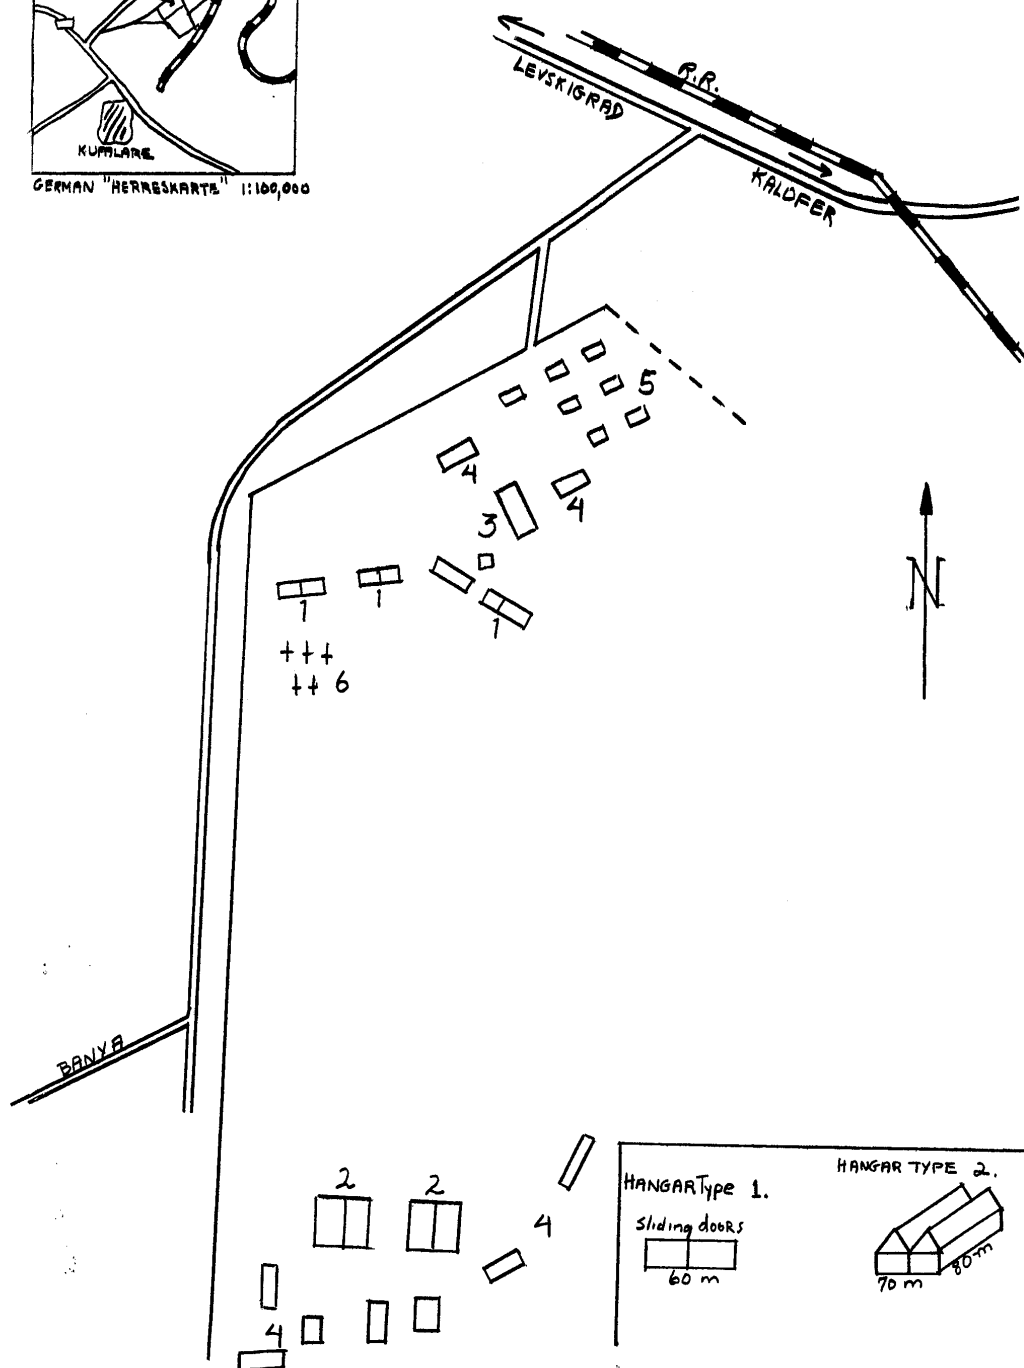 KUFALARE
GERMAN "HERRESKARTE" 1:100,000
R.R.
LEVSKIGRAD
KALOFER
5
4
4
3
1
1
1
6
N
BANYA
2
2
4
4
HANGAR Type 1.
Sliding dooRs
60 m
HANGAR TYPE 2.
70 m
80 m